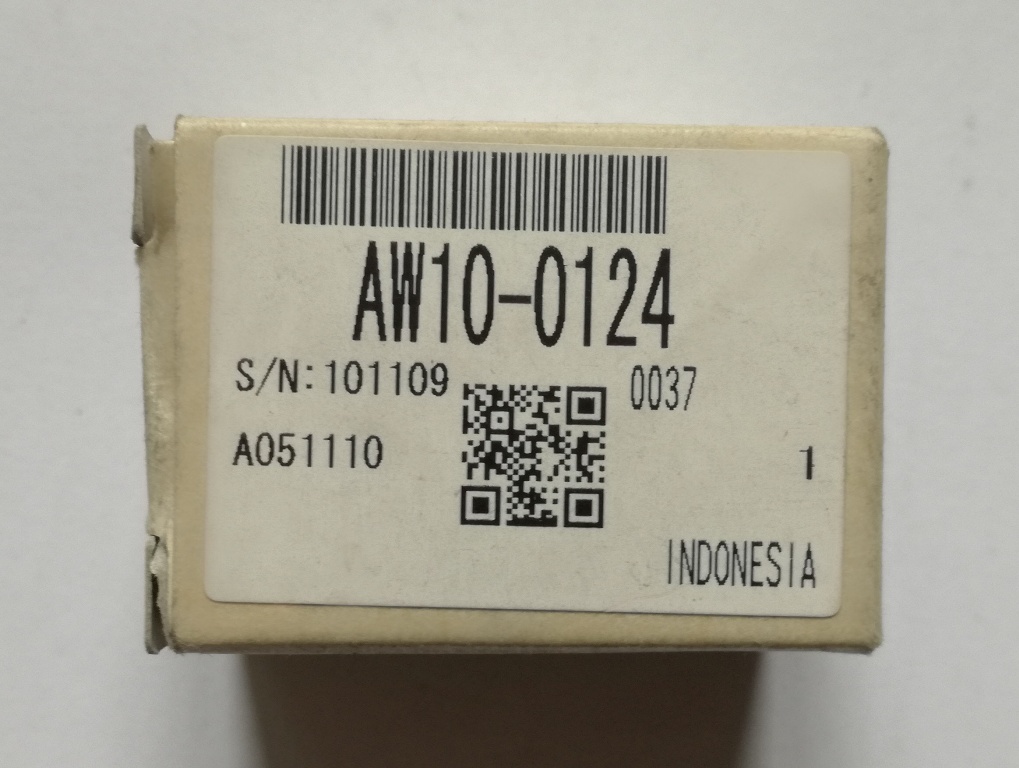 AW10-0124
S/N:101109 0037
A051110 1
INDONESIA